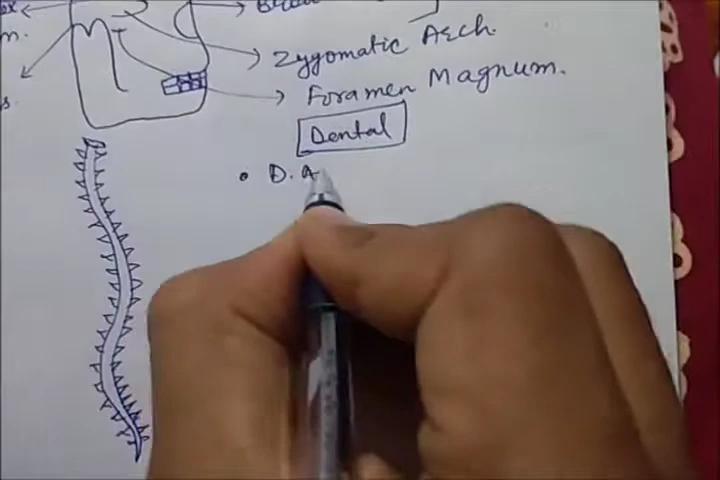 Zygomatic Arch.
Foramen Magnum.
Dental
• D. A